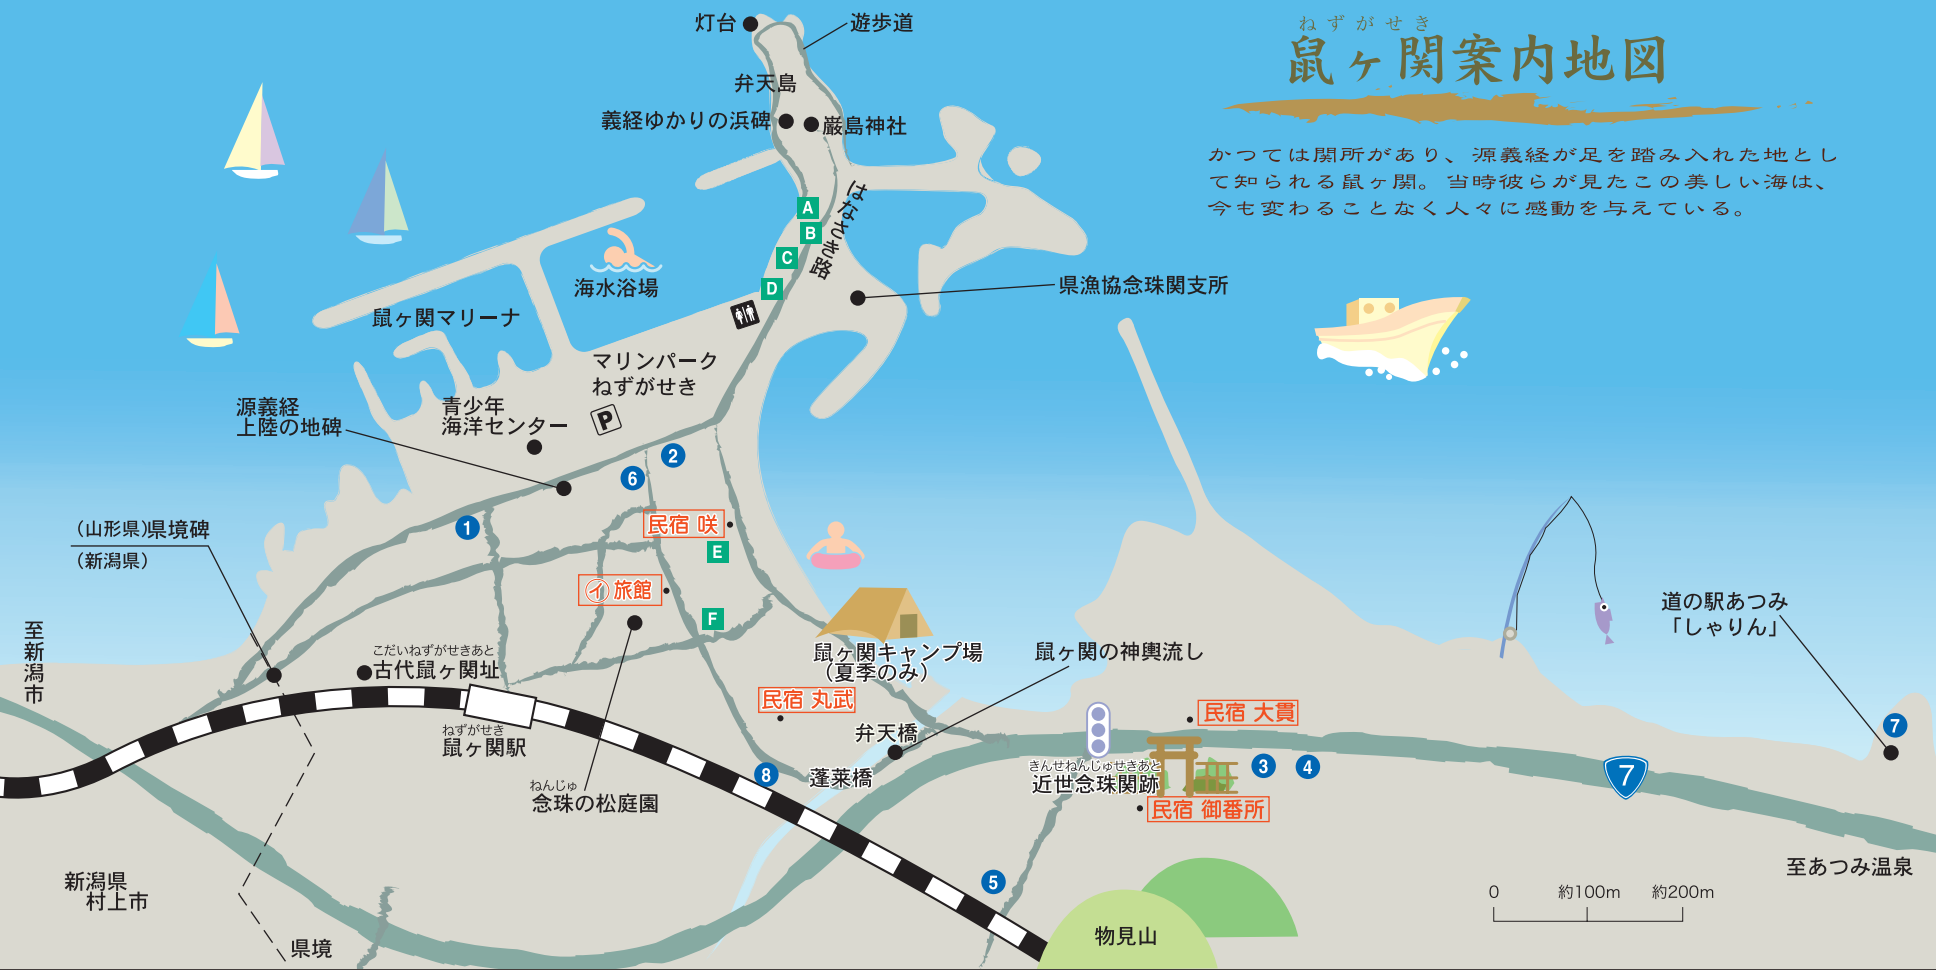 ねずがせき
鼠ヶ関案内地図
かつては関所があり、源義経が足を踏み入れた地とし
て知られる鼠ヶ関。当時彼らが見たこの美しい海は、
今も変わることなく人々に感動を与えている。
灯台
遊歩道
弁天島
義経ゆかりの浜碑
厳島神社
はなさき路
A
B
C
D
海水浴場
県漁協念珠関支所
鼠ヶ関マリーナ
マリンパーク
ねずがせき
P
源義経
上陸の地碑
青少年
海洋センター
2
6
1
(山形県)県境碑
(新潟県)
民宿 咲
E
イ 旅館
F
至新潟市
こだいねずがせきあと
古代鼠ヶ関址
鼠ヶ関キャンプ場
(夏季のみ)
鼠ヶ関の神輿流し
道の駅あつみ
「しゃりん」
民宿 丸武
民宿 大貫
7
ねずがせき
鼠ヶ関駅
弁天橋
8
蓬莱橋
きんせねんじゅせきあと
近世念珠関跡
3
4
7
ねんじゅ
念珠の松庭園
民宿 御番所
至あつみ温泉
新潟県
村上市
5
0
約100m
約200m
県境
物見山